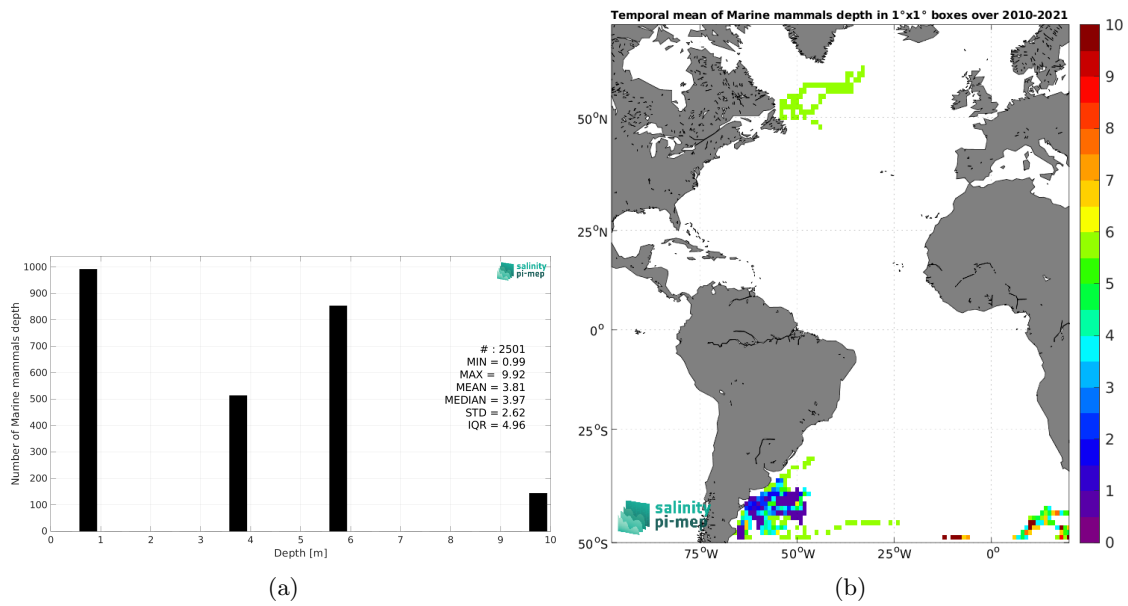 1000
900
800
700
600
500
400
300
200
100
0
Number of Marine mammals depth
salinity
pi-mep
# : 2501
MIN = 0.99
MAX = 9.92
MEAN = 3.81
MEDIAN = 3.97
STD = 2.62
IQR = 4.96
0 1 2 3 4 5 6 7 8 9 10
Depth [m]
(a)
Temporal mean of Marine mammals depth in 1°x1° boxes over 2010-2021
50°N
25°N
0°
25°S
50°S
salinity
pi-mep
75°W 50°W 25°W 0°
10
9
8
7
6
5
4
3
2
1
0
(b)